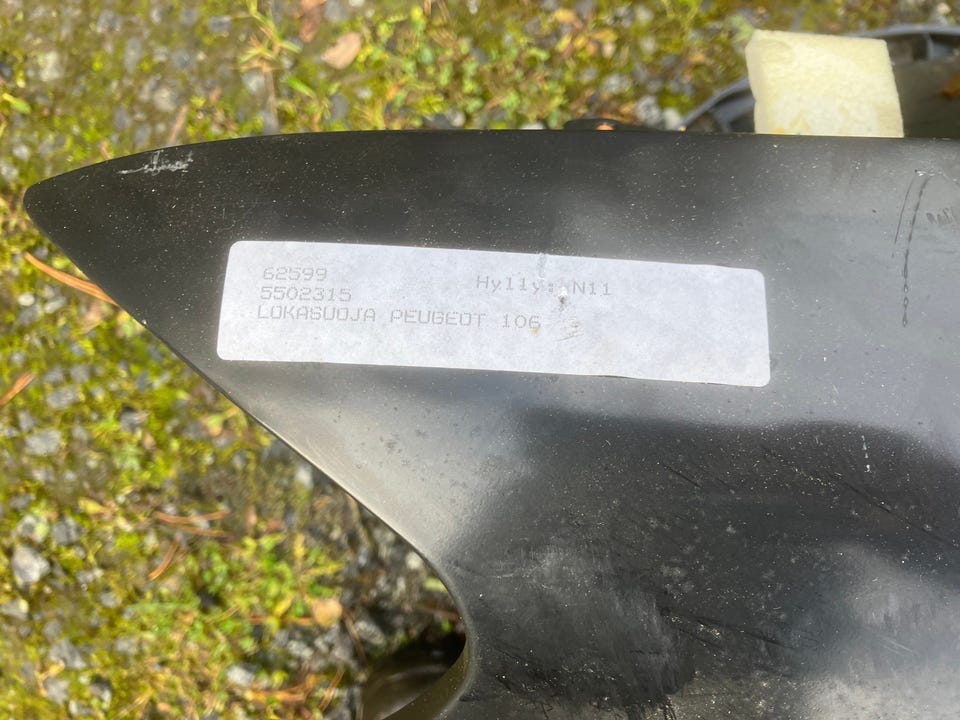 62599
Hylly: N11
5502315
LOKASUOJA PEUGEOT 106